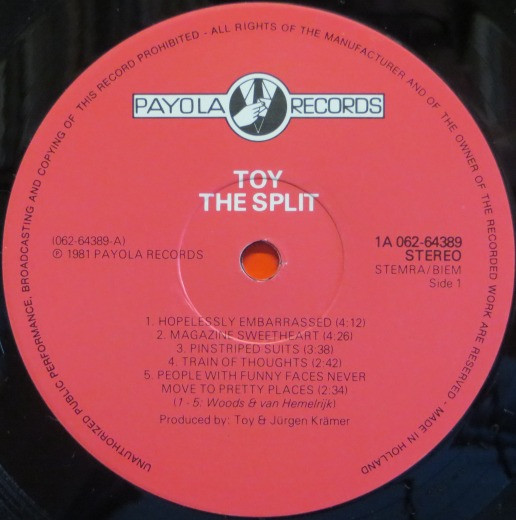 UNAUTHORIZED PUBLIC PERFORMANCE, BROADCASTING AND COPYING OF THIS RECORD PROHIBITED - ALL RIGHTS OF THE MANUFACTURER AND OF THE OWNER OF THE RECORDED WORK ARE RESERVED - MADE IN HOLLAND
PAYOLA RECORDS
TOY
THE SPLIT
(062-64389-A)
℗ 1981 PAYOLA RECORDS
1A 062-64389
STEREO
STEMRA/BIEM
Side 1
1. HOPELESSLY EMBARRASSED (4:12)
2. MAGAZINE SWEETHEART (4:26)
3. PINSTRIPED SUITS (3:38)
4. TRAIN OF THOUGHTS (2:42)
5. PEOPLE WITH FUNNY FACES NEVER
MOVE TO PRETTY PLACES (2:34)
(1 - 5: Woods & van Hemelrijk)
Produced by: Toy & Jürgen Krämer